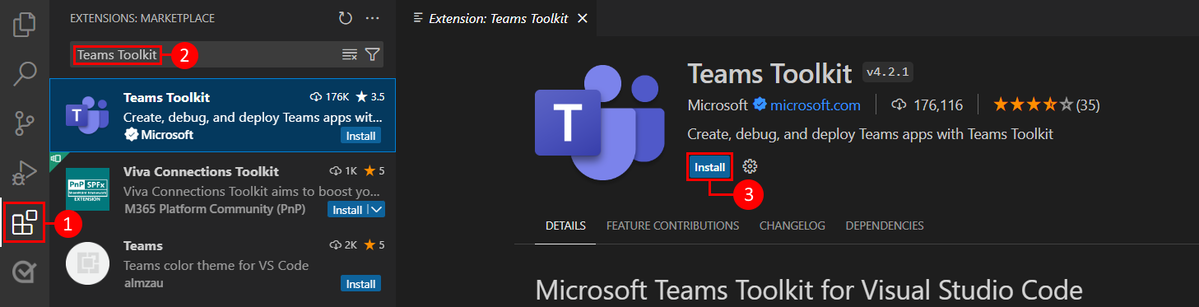 EXTENSIONS: MARKETPLACE
Teams Toolkit
2
Teams Toolkit 176K 3.5
Create, debug, and deploy Teams apps wit...
Microsoft Install
Viva Connections Toolkit 1K 5
Viva Connections Toolkit aims to boost yo...
M365 Platform Community (PnP) Install
PnP SPFx
EXTENSION
1
Teams 2K 5
Teams color theme for VS Code
almzau Install
Extension: Teams Toolkit
T
T
Teams Toolkit v4.2.1
Microsoft microsoft.com 176,116 (35)
Create, debug, and deploy Teams apps with Teams Toolkit
Install
3
DETAILS FEATURE CONTRIBUTIONS CHANGELOG DEPENDENCIES
Microsoft Teams Toolkit for Visual Studio Code